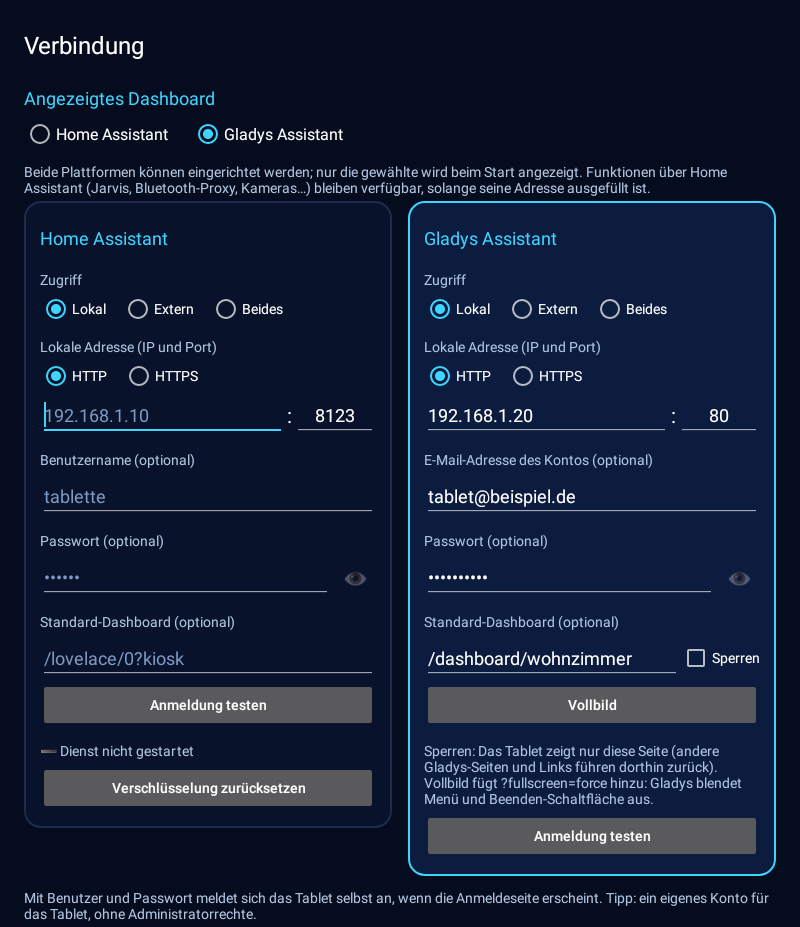 Verbindung
Angezeigtes Dashboard
Home Assistant
Gladys Assistant
Beide Plattformen können eingerichtet werden; nur die gewählte wird beim Start angezeigt. Funktionen über Home
Assistant (Jarvis, Bluetooth-Proxy, Kameras…) bleiben verfügbar, solange seine Adresse ausgefüllt ist.
Home Assistant
Zugriff
Lokal
Extern
Beides
Lokale Adresse (IP und Port)
HTTP
HTTPS
192.168.1.10 : 8123
Benutzername (optional)
tablette
Passwort (optional)
••••••
Standard-Dashboard (optional)
/lovelace/0?kiosk
Anmeldung testen
Dienst nicht gestartet
Verschlüsselung zurücksetzen
Gladys Assistant
Zugriff
Lokal
Extern
Beides
Lokale Adresse (IP und Port)
HTTP
HTTPS
192.168.1.20 : 80
E-Mail-Adresse des Kontos (optional)
tablet@beispiel.de
Passwort (optional)
••••••••••
Standard-Dashboard (optional)
/dashboard/wohnzimmer
Sperren
Vollbild
Sperren: Das Tablet zeigt nur diese Seite (andere
Gladys-Seiten und Links führen dorthin zurück).
Vollbild fügt ?fullscreen=force hinzu: Gladys blendet
Menü und Beenden-Schaltfläche aus.
Anmeldung testen
Mit Benutzer und Passwort meldet sich das Tablet selbst an, wenn die Anmeldeseite erscheint. Tipp: ein eigenes Konto für
das Tablet, ohne Administratorrechte.